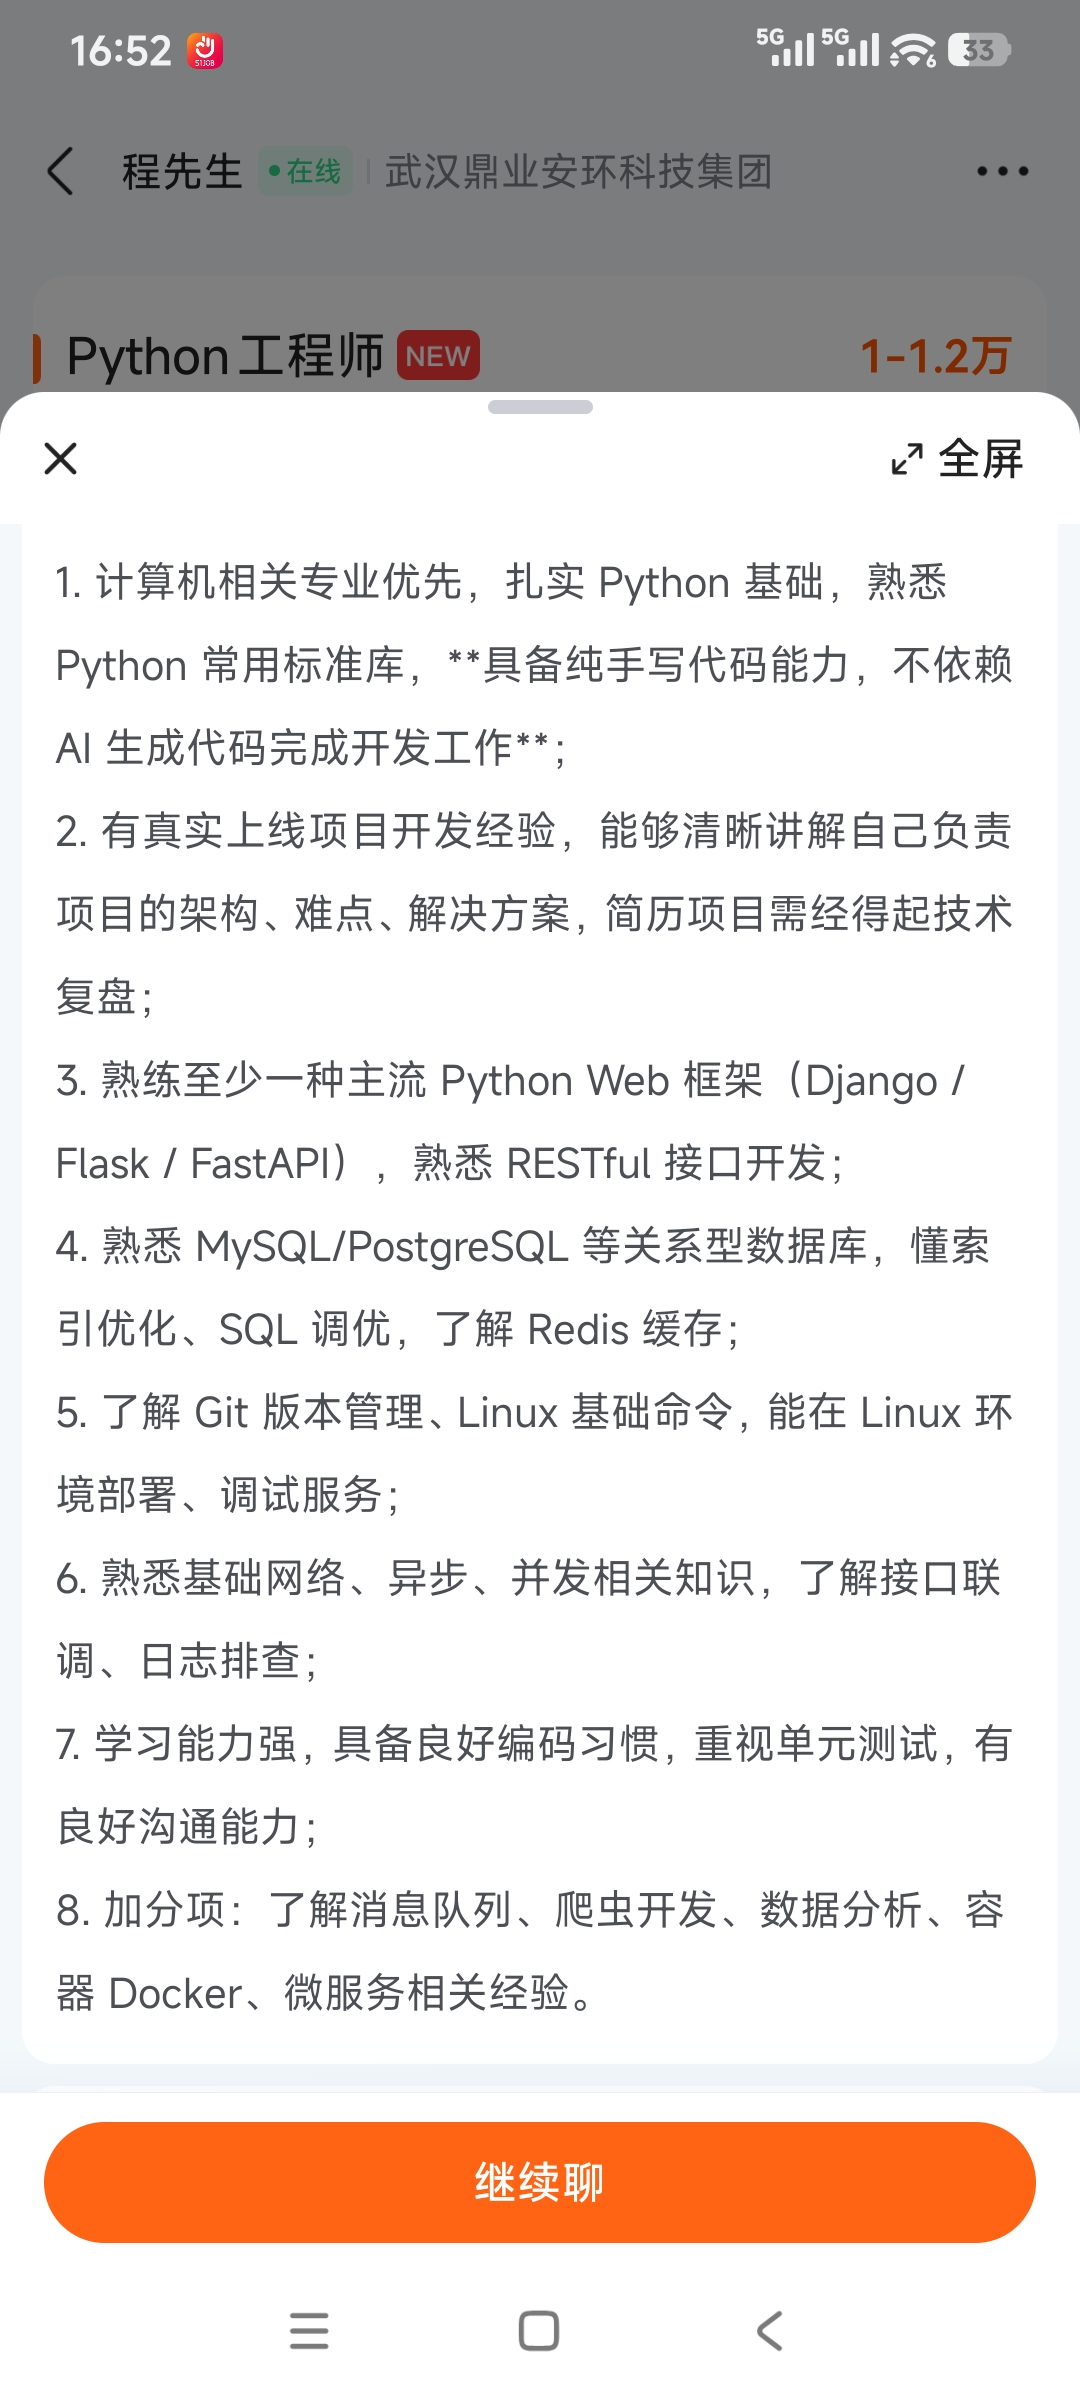 16:52
51JOB
5G 5G 6 33
程先生 在线 武汉鼎业安环科技集团
Python工程师 NEW 1-1.2万
全屏
1. 计算机相关专业优先，扎实 Python 基础，熟悉
Python 常用标准库，**具备纯手写代码能力，不依赖
AI 生成代码完成开发工作**；
2. 有真实上线项目开发经验，能够清晰讲解自己负责
项目的架构、难点、解决方案，简历项目需经得起技术
复盘；
3. 熟练至少一种主流 Python Web 框架（Django /
Flask / FastAPI），熟悉 RESTful 接口开发；
4. 熟悉 MySQL/PostgreSQL 等关系型数据库，懂索
引优化、SQL 调优，了解 Redis 缓存；
5. 了解 Git 版本管理、Linux 基础命令，能在 Linux 环
境部署、调试服务；
6. 熟悉基础网络、异步、并发相关知识，了解接口联
调、日志排查；
7. 学习能力强，具备良好编码习惯，重视单元测试，有
良好沟通能力；
8. 加分项：了解消息队列、爬虫开发、数据分析、容
器 Docker、微服务相关经验。
继续聊